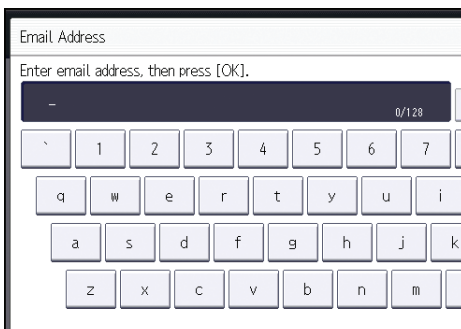 Email Address
Enter email address, then press [OK].
_ 0/128
` 1 2 3 4 5 6 7
q w e r t y u i
a s d f g h j k
z x c v b n m